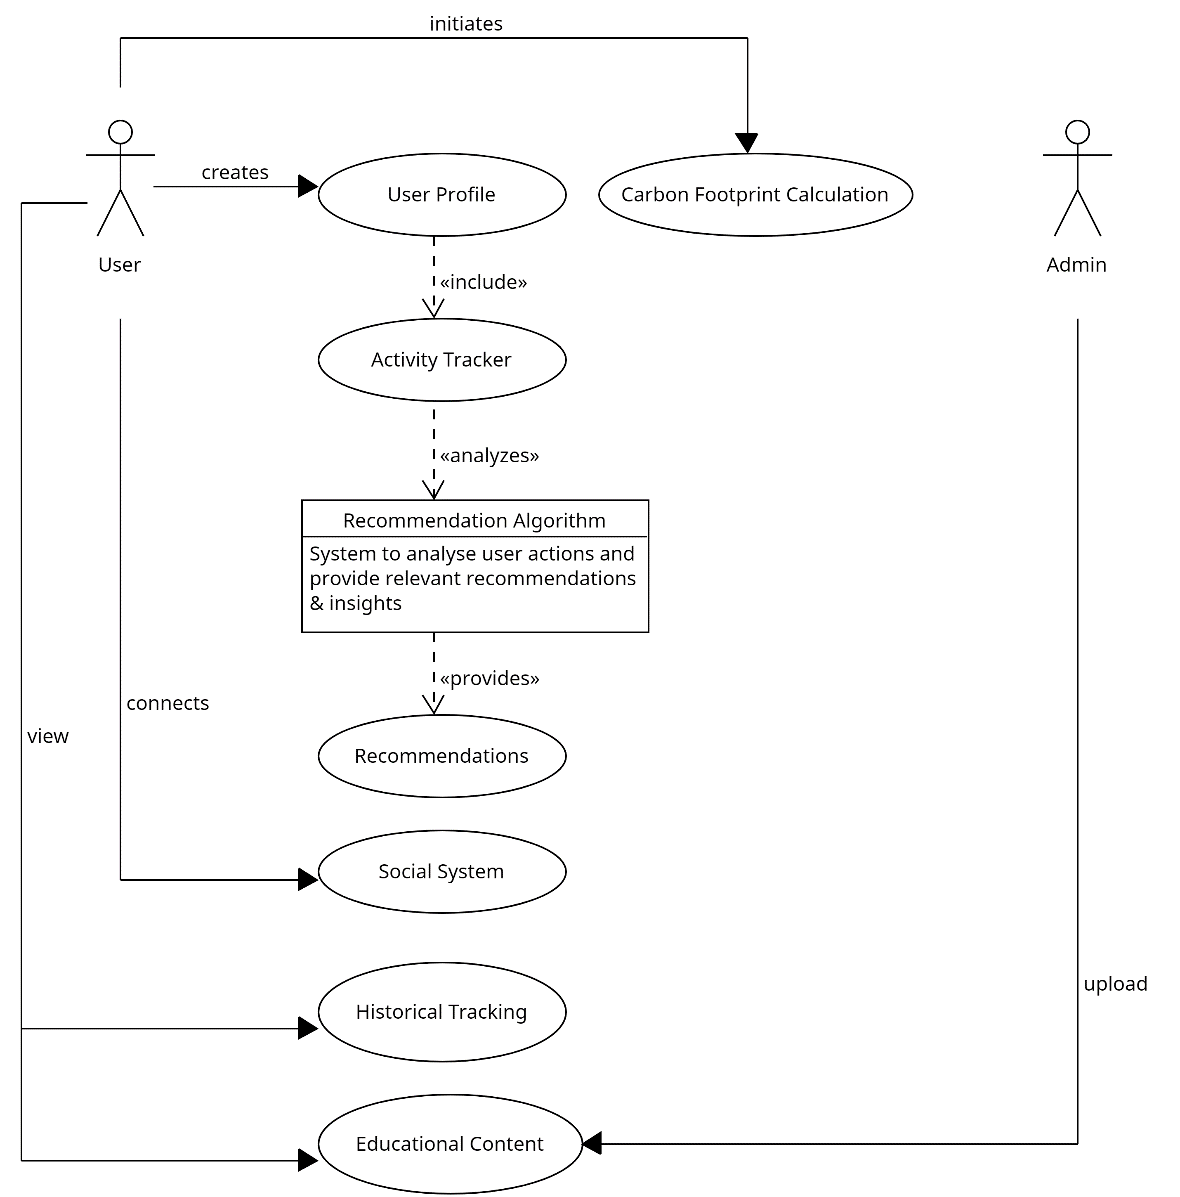 initiates
creates
User Profile
Carbon Footprint Calculation
User
Admin
«include»
Activity Tracker
«analyzes»
Recommendation Algorithm
System to analyse user actions and
provide relevant recommendations
& insights
«provides»
connects
view
Recommendations
Social System
upload
Historical Tracking
Educational Content